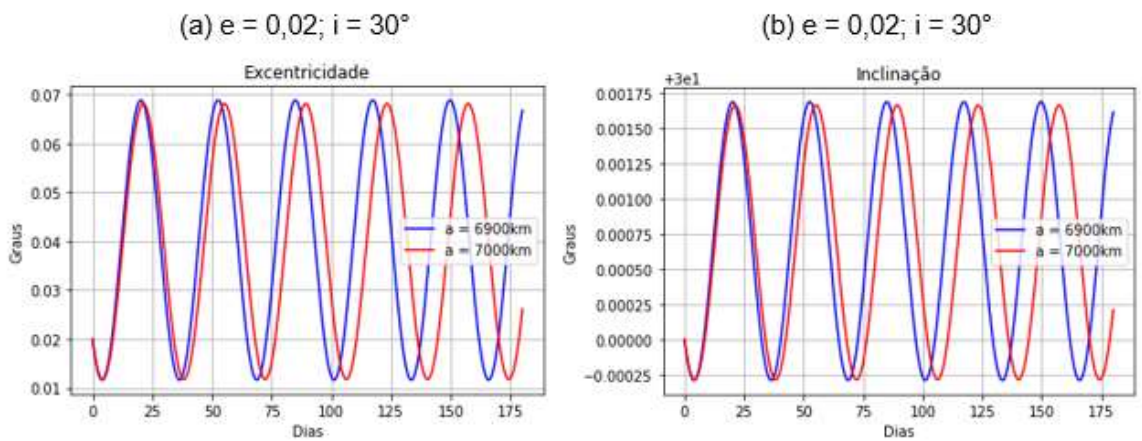 (a) e = 0,02; i = 30°
(b) e = 0,02; i = 30°
Excentricidade
0.07
0.06
0.05
0.04
0.03
0.02
0.01
Graus
0
25
50
75
100
125
150
175
Dias
a = 6900km
a = 7000km
+3e1
Inclinação
0.00175
0.00150
0.00125
0.00100
0.00075
0.00050
0.00025
0.00000
−0.00025
Graus
0
25
50
75
100
125
150
175
Dias
a = 6900km
a = 7000km